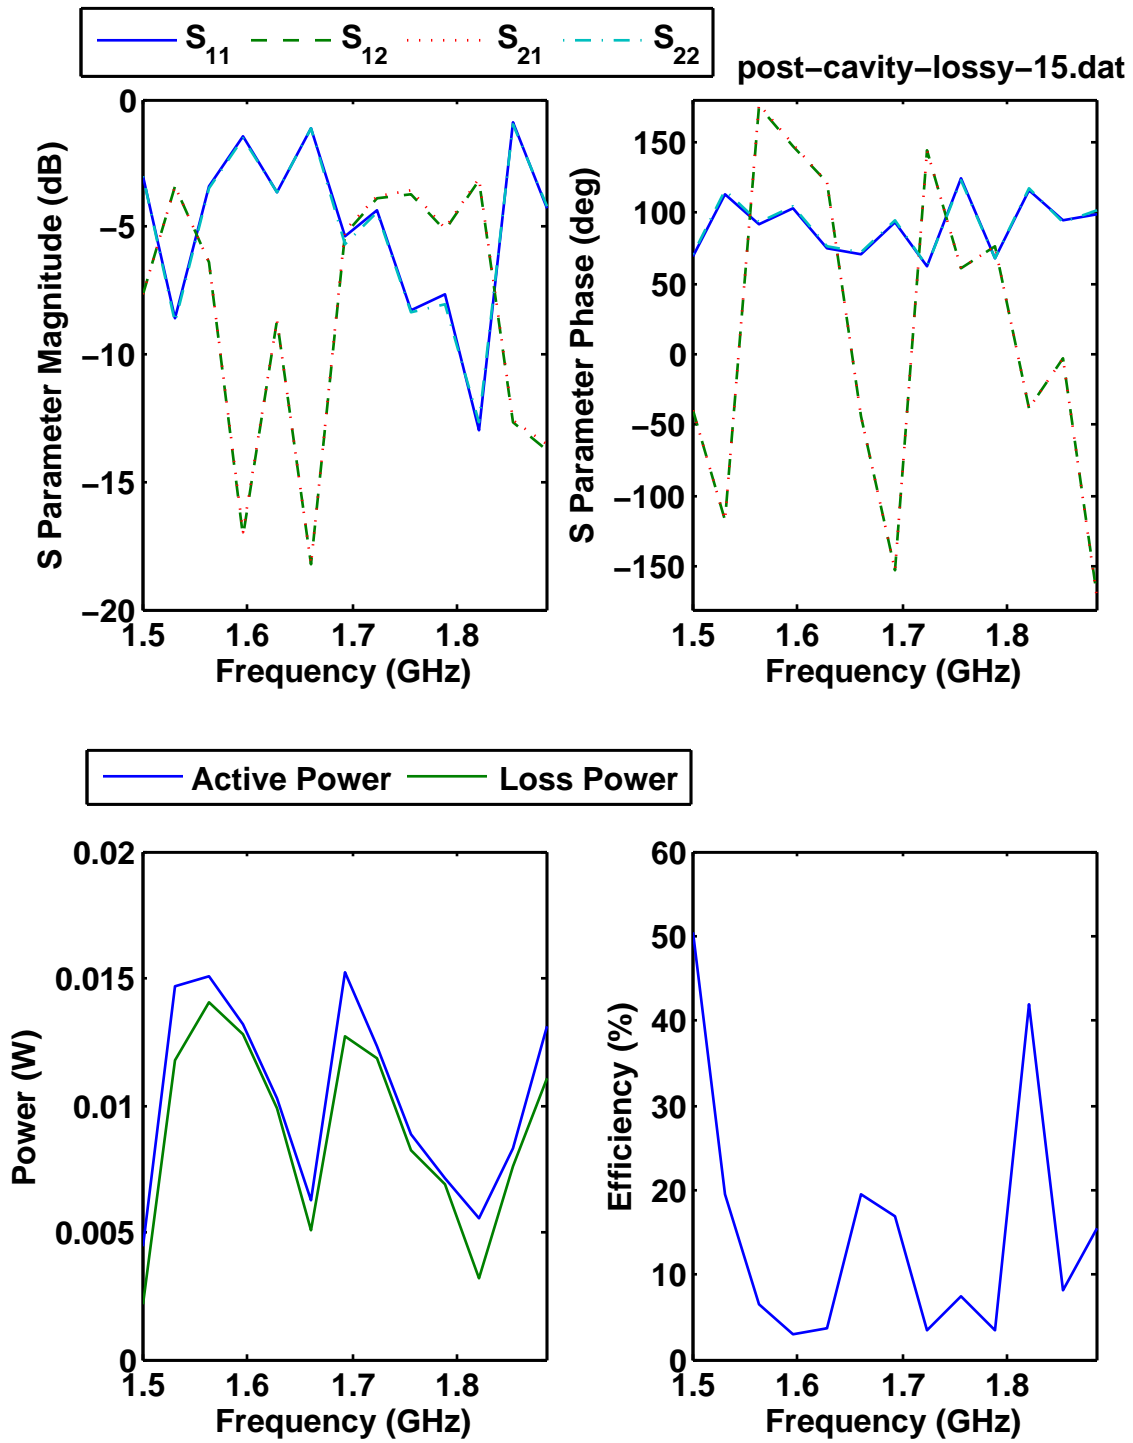 S11 S12 S21 S22
post−cavity−lossy−15.dat
S Parameter Magnitude (dB)
0
−5
−10
−15
−20
1.5 1.6 1.7 1.8
Frequency (GHz)
S Parameter Phase (deg)
150
100
50
0
−50
−100
−150
1.5 1.6 1.7 1.8
Frequency (GHz)
Active Power Loss Power
Power (W)
0.02
0.015
0.01
0.005
0
1.5 1.6 1.7 1.8
Frequency (GHz)
Efficiency (%)
60
50
40
30
20
10
0
1.5 1.6 1.7 1.8
Frequency (GHz)